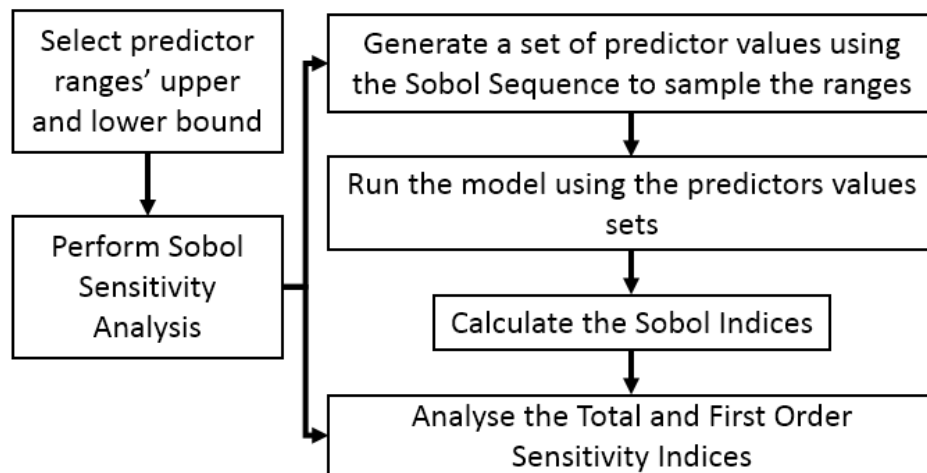 Select predictor
ranges’ upper
and lower bound
Perform Sobol
Sensitivity
Analysis
Generate a set of predictor values using
the Sobol Sequence to sample the ranges
Run the model using the predictors values
sets
Calculate the Sobol Indices
Analyse the Total and First Order
Sensitivity Indices